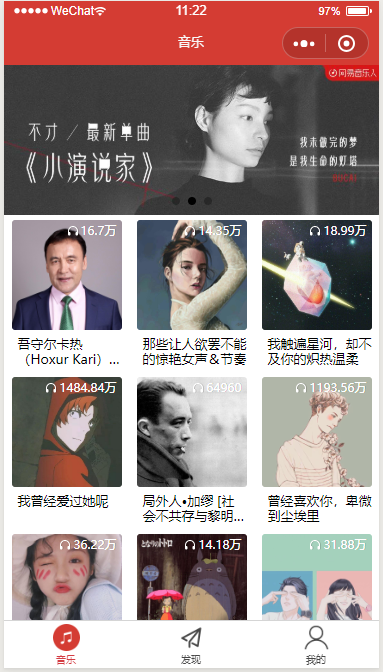 WeChat
11:22
97%
音乐
网易音乐人
不才 / 最新单曲
《小演说家》
我未做完的梦
是我生命的灯塔
16.7万
14.35万
18.99万
吾守尔卡热
(Hoxur Kari) ...
那些让人欲罢不能
的惊艳女声＆节奏
我触遍星河，却不
及你的炽热温柔
1484.84万
64960
1193.56万
我曾经爱过她呢
局外人•加缪 [社
会不共存与黎明...
曾经喜欢你，卑微
到尘埃里
36.22万
14.18万
31.88万
音乐
发现
我的